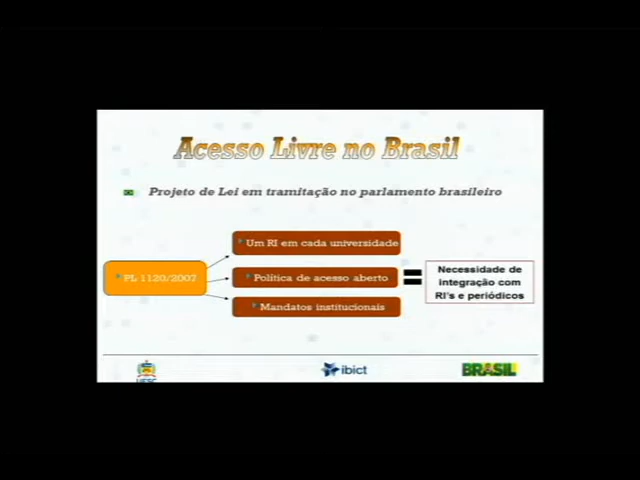 Acesso Livre no Brasil
Projeto de Lei em tramitação no parlamento brasileiro
Um RI em cada universidade
PL 1120/2007
Política de acesso aberto
Mandatos institucionais
Necessidade de
integração com
RI's e periódicos
UFSC
ibict
BRASIL